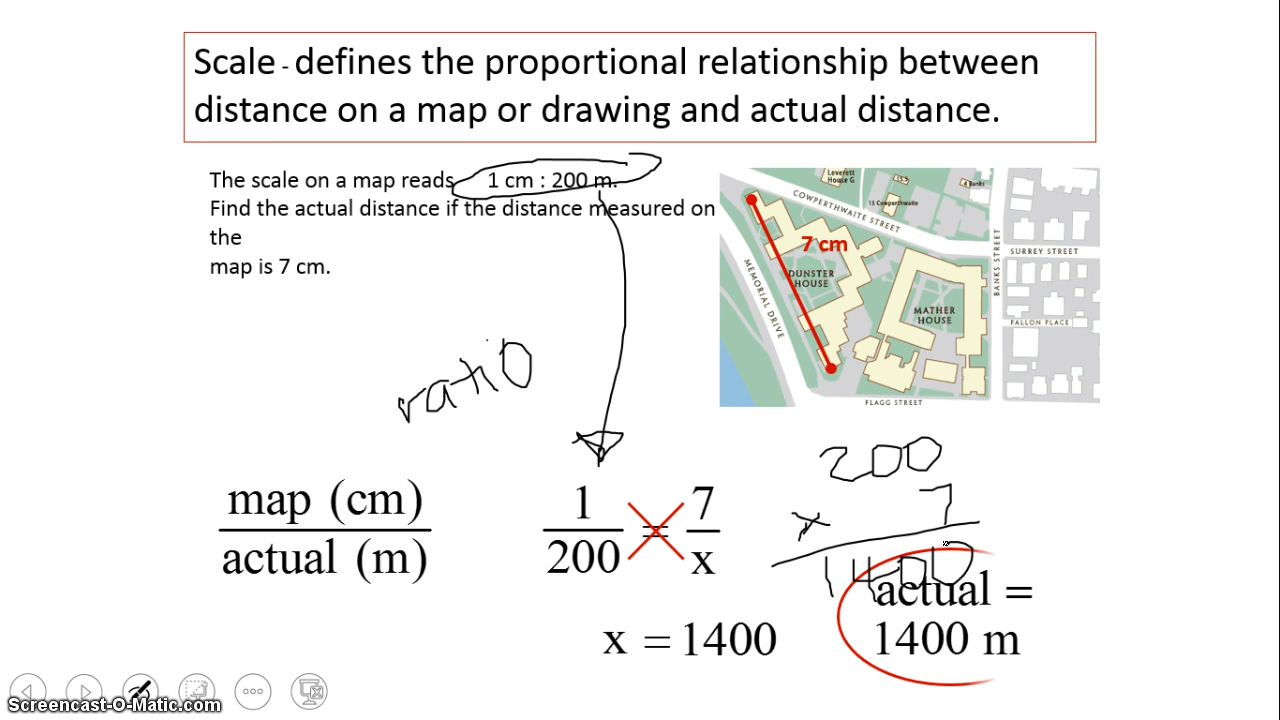 Scale - defines the proportional relationship between
distance on a map or drawing and actual distance.
The scale on a map reads 1 cm : 200 m.
Find the actual distance if the distance measured on
the
map is 7 cm.
Leverett
House G
COWPERTHWAITE STREET
15 Cowperthwaite
7 cm
DUNSTER
HOUSE
MEMORIAL DRIVE
MATHER
HOUSE
BANKS STREET
SURREY STREET
FALLON PLACE
FLAGG STREET
ratio
200
x 7
1400
map (cm)
actual (m)
1
200
=
7
x
x = 1400
actual =
1400 m
Screencast-O-Matic.com